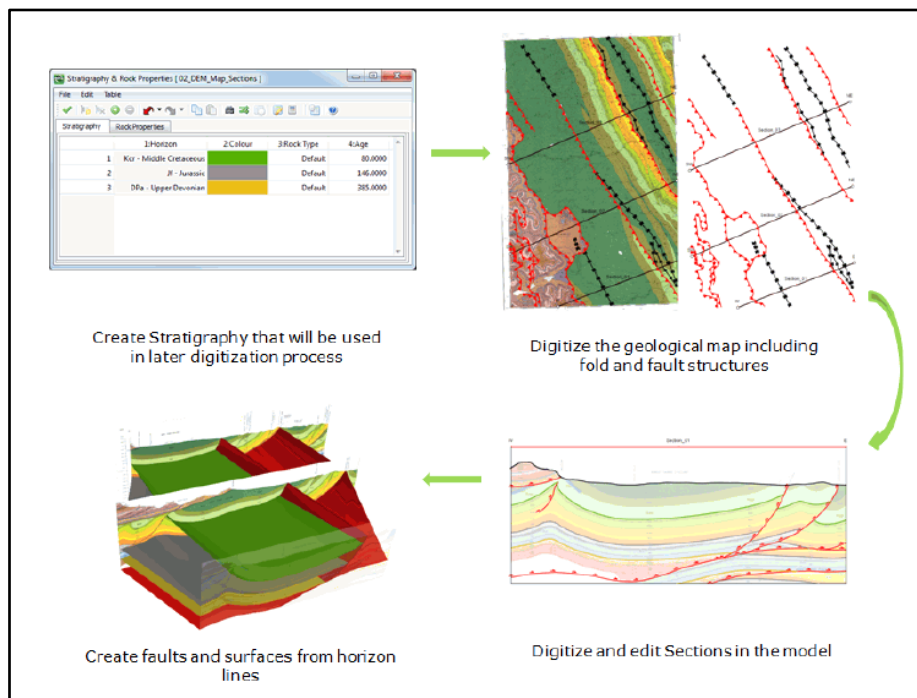 Stratigraphy & Rock Properties [ 02_DEM_Map_Sections ]
File Edit Table
Stratigraphy Rock Properties
1:Horizon 2:Colour 3:Rock Type 4:Age
1 Kcr - Middle Cretaceous Default 80.0000
2 Jf - Jurassic Default 146.0000
3 DPa - Upper Devonian Default 385.0000
Create Stratigraphy that will be used
in later digitization process
Section_02
Section_02
Digitize the geological map including
fold and fault structures
Section_01
Digitize and edit Sections in the model
Create faults and surfaces from horizon
lines